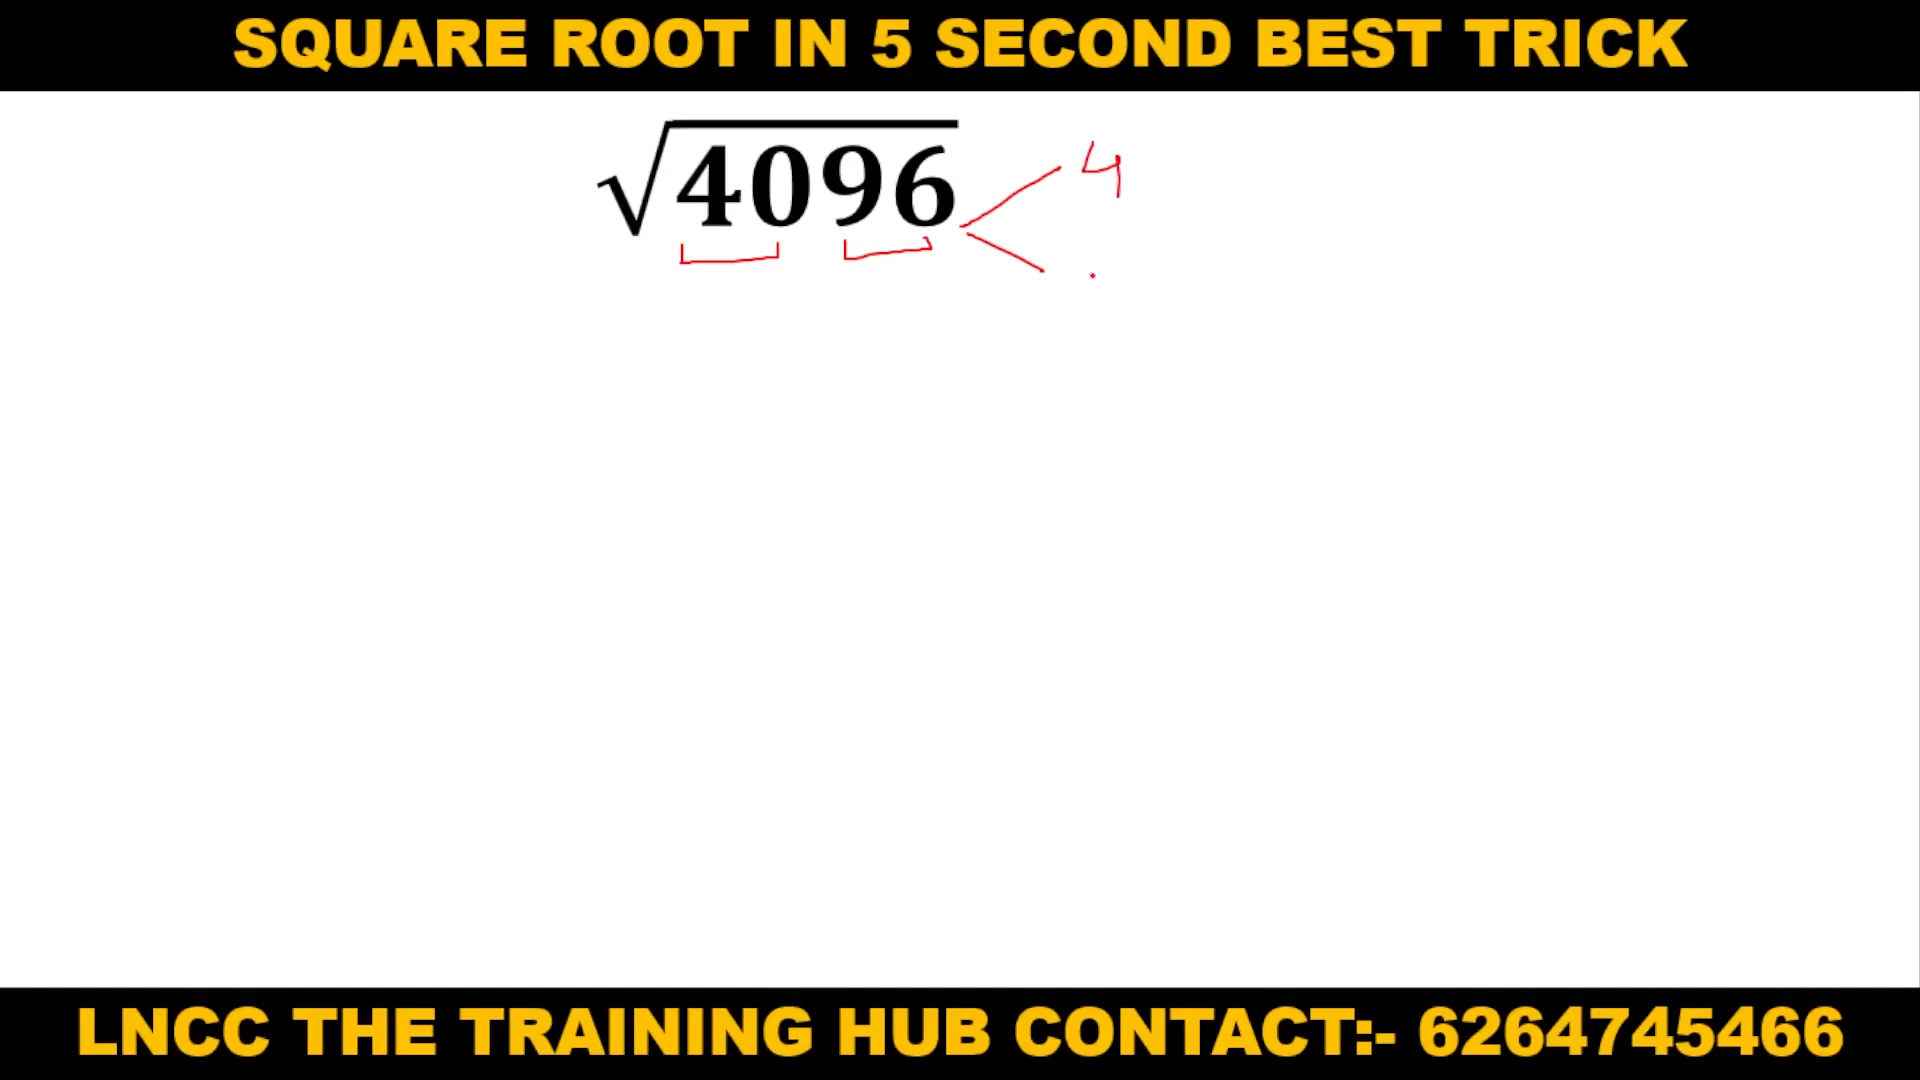 SQUARE ROOT IN 5 SECOND BEST TRICK
√4096
4
LNCC THE TRAINING HUB CONTACT:- 6264745466